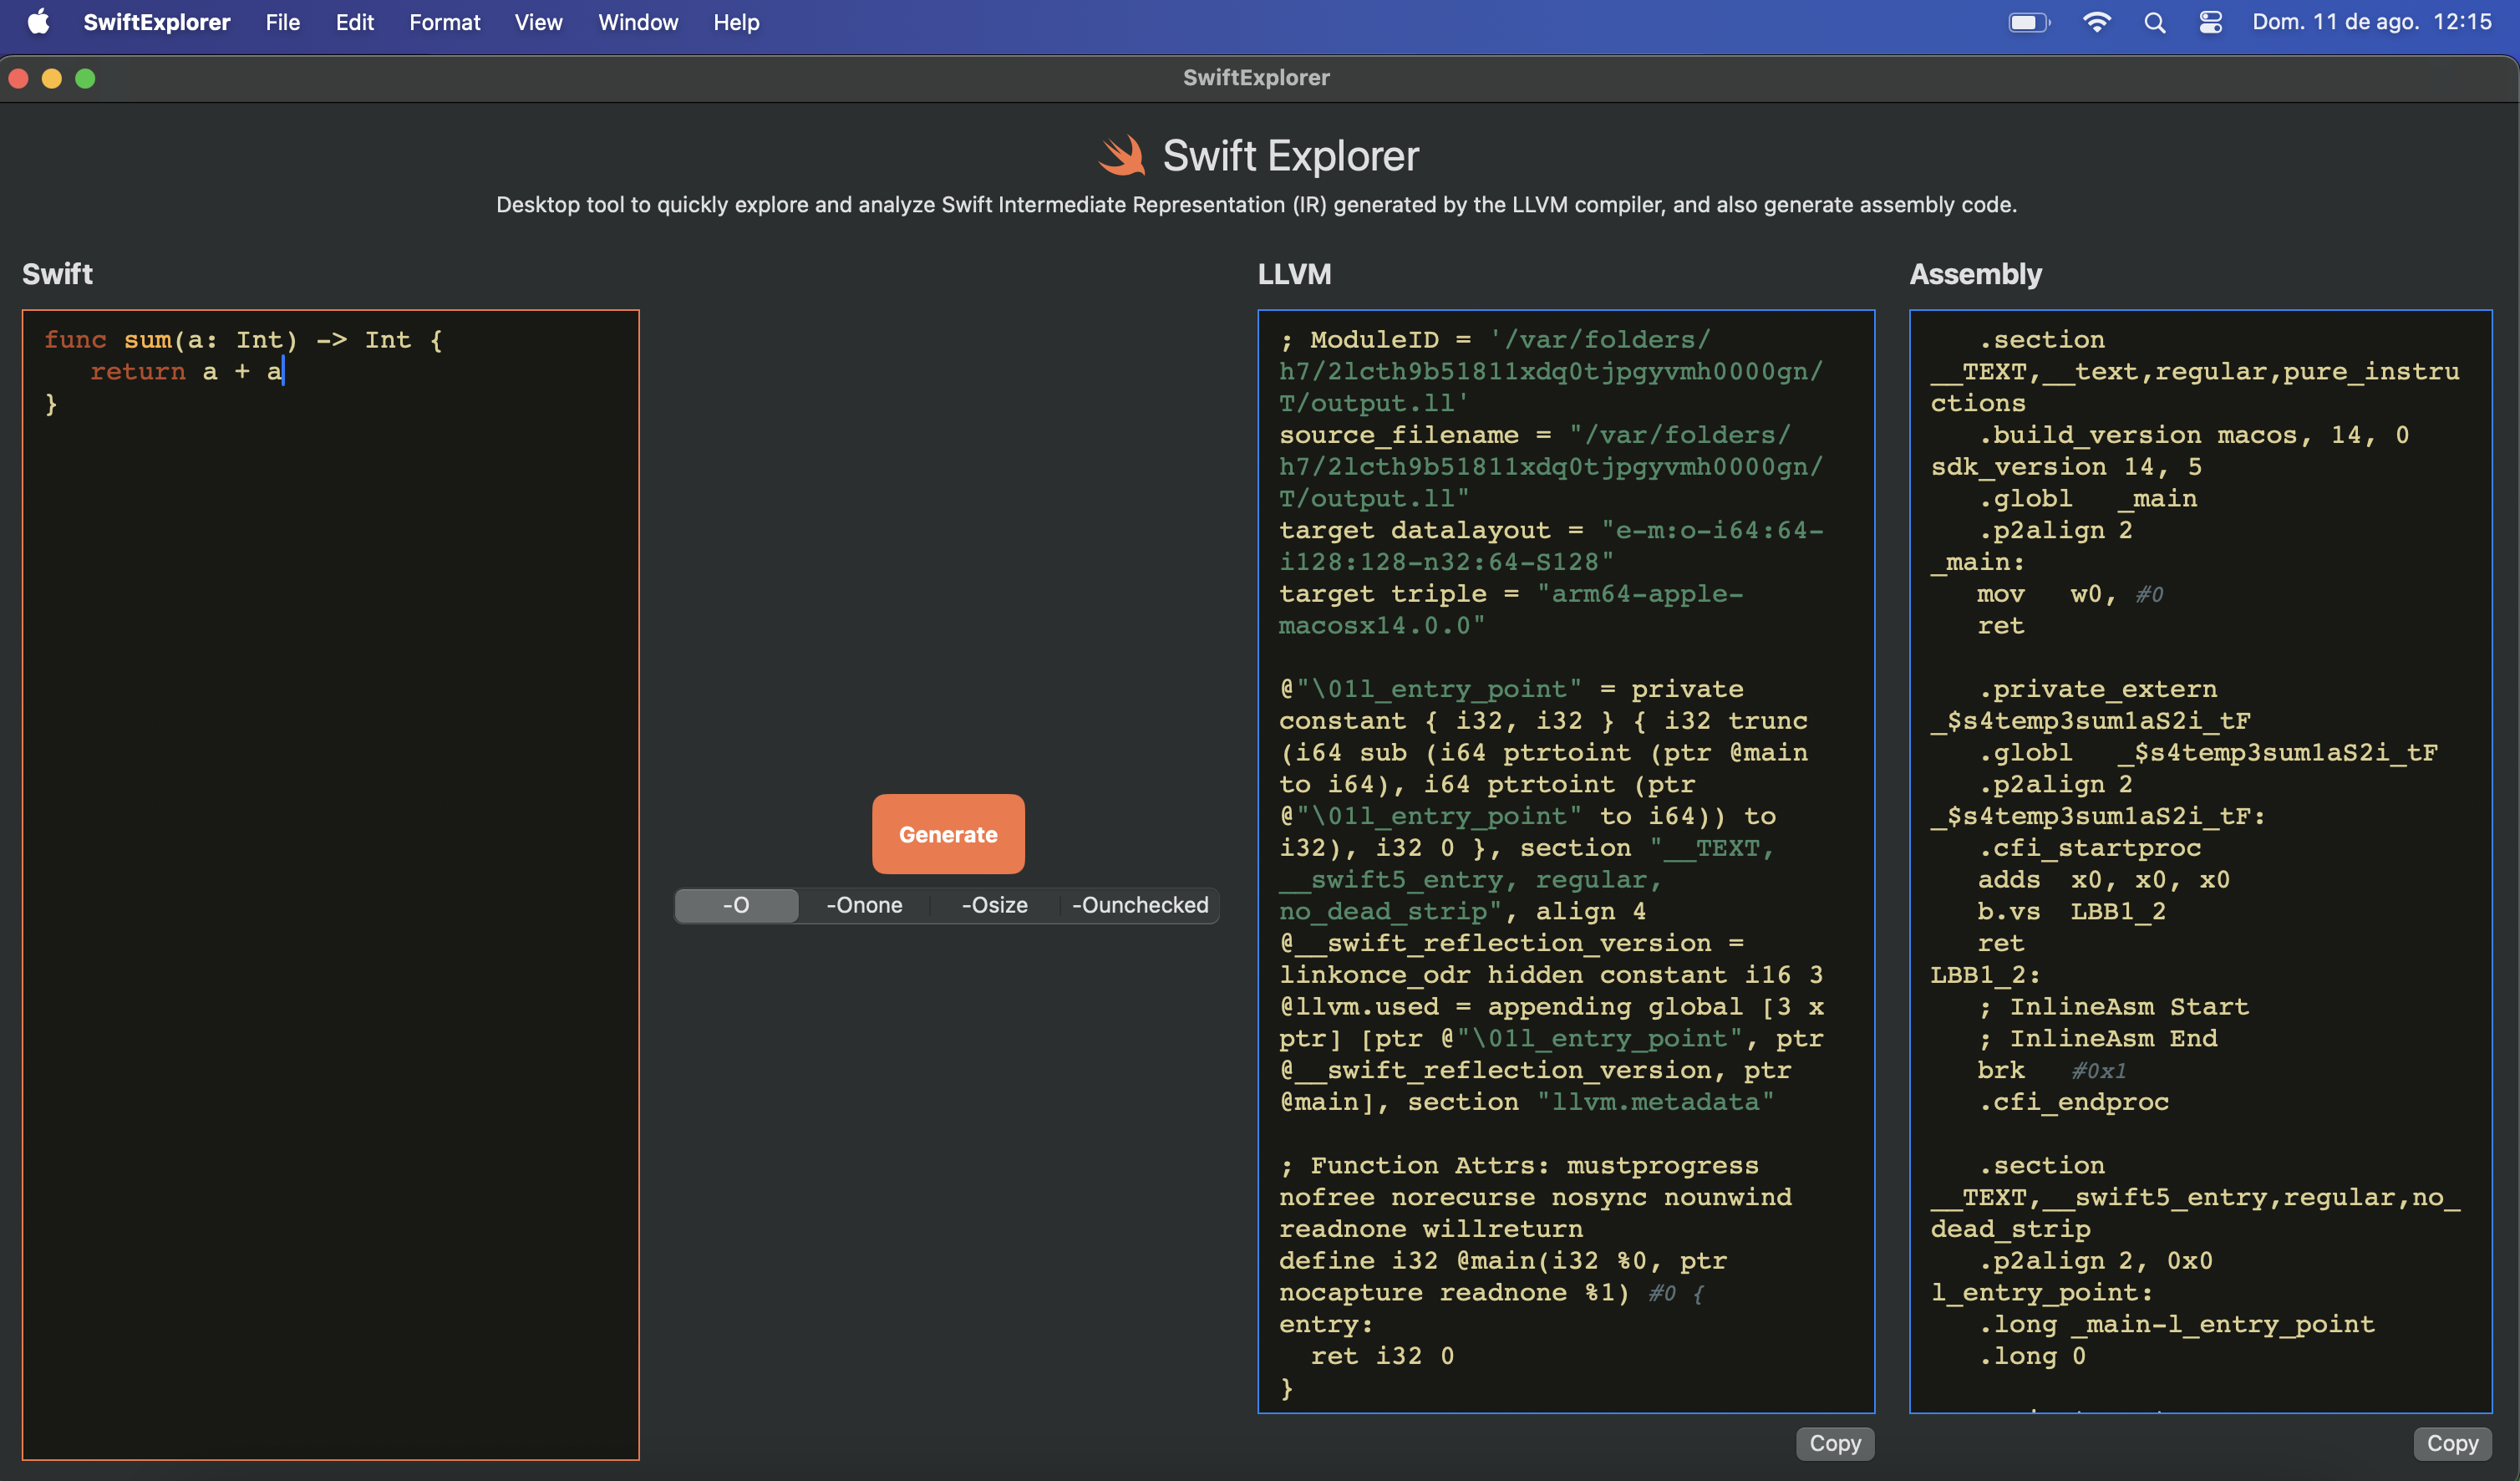 SwiftExplorer File Edit Format View Window Help Dom. 11 de ago. 12:15
SwiftExplorer
Swift Explorer
Desktop tool to quickly explore and analyze Swift Intermediate Representation (IR) generated by the LLVM compiler, and also generate assembly code.
Swift
func sum(a: Int) -> Int {
   return a + a
}
Generate
-O -Onone -Osize -Ounchecked
LLVM
; ModuleID = '/var/folders/
h7/2lcth9b51811xdq0tjpgyvmh0000gn/
T/output.ll'
source_filename = "/var/folders/
h7/2lcth9b51811xdq0tjpgyvmh0000gn/
T/output.ll"
target datalayout = "e-m:o-i64:64-
i128:128-n32:64-S128"
target triple = "arm64-apple-
macosx14.0.0"
@"\01l_entry_point" = private
constant { i32, i32 } { i32 trunc
(i64 sub (i64 ptrtoint (ptr @main
to i64), i64 ptrtoint (ptr
@"\01l_entry_point" to i64)) to
i32), i32 0 }, section "__TEXT,
__swift5_entry, regular,
no_dead_strip", align 4
@__swift_reflection_version =
linkonce_odr hidden constant i16 3
@llvm.used = appending global [3 x
ptr] [ptr @"\01l_entry_point", ptr
@__swift_reflection_version, ptr
@main], section "llvm.metadata"
; Function Attrs: mustprogress
nofree norecurse nosync nounwind
readnone willreturn
define i32 @main(i32 %0, ptr
nocapture readnone %1) #0 {
entry:
  ret i32 0
}
Copy
Assembly
   .section
__TEXT,__text,regular,pure_instru
ctions
   .build_version macos, 14, 0
sdk_version 14, 5
   .globl   _main
   .p2align 2
_main:
   mov   w0, #0
   ret
   .private_extern
_$s4temp3sum1aS2i_tF
   .globl   _$s4temp3sum1aS2i_tF
   .p2align 2
_$s4temp3sum1aS2i_tF:
   .cfi_startproc
   adds  x0, x0, x0
   b.vs  LBB1_2
   ret
LBB1_2:
   ; InlineAsm Start
   ; InlineAsm End
   brk   #0x1
   .cfi_endproc
   .section
__TEXT,__swift5_entry,regular,no_
dead_strip
   .p2align 2, 0x0
l_entry_point:
   .long _main-l_entry_point
   .long 0
Copy